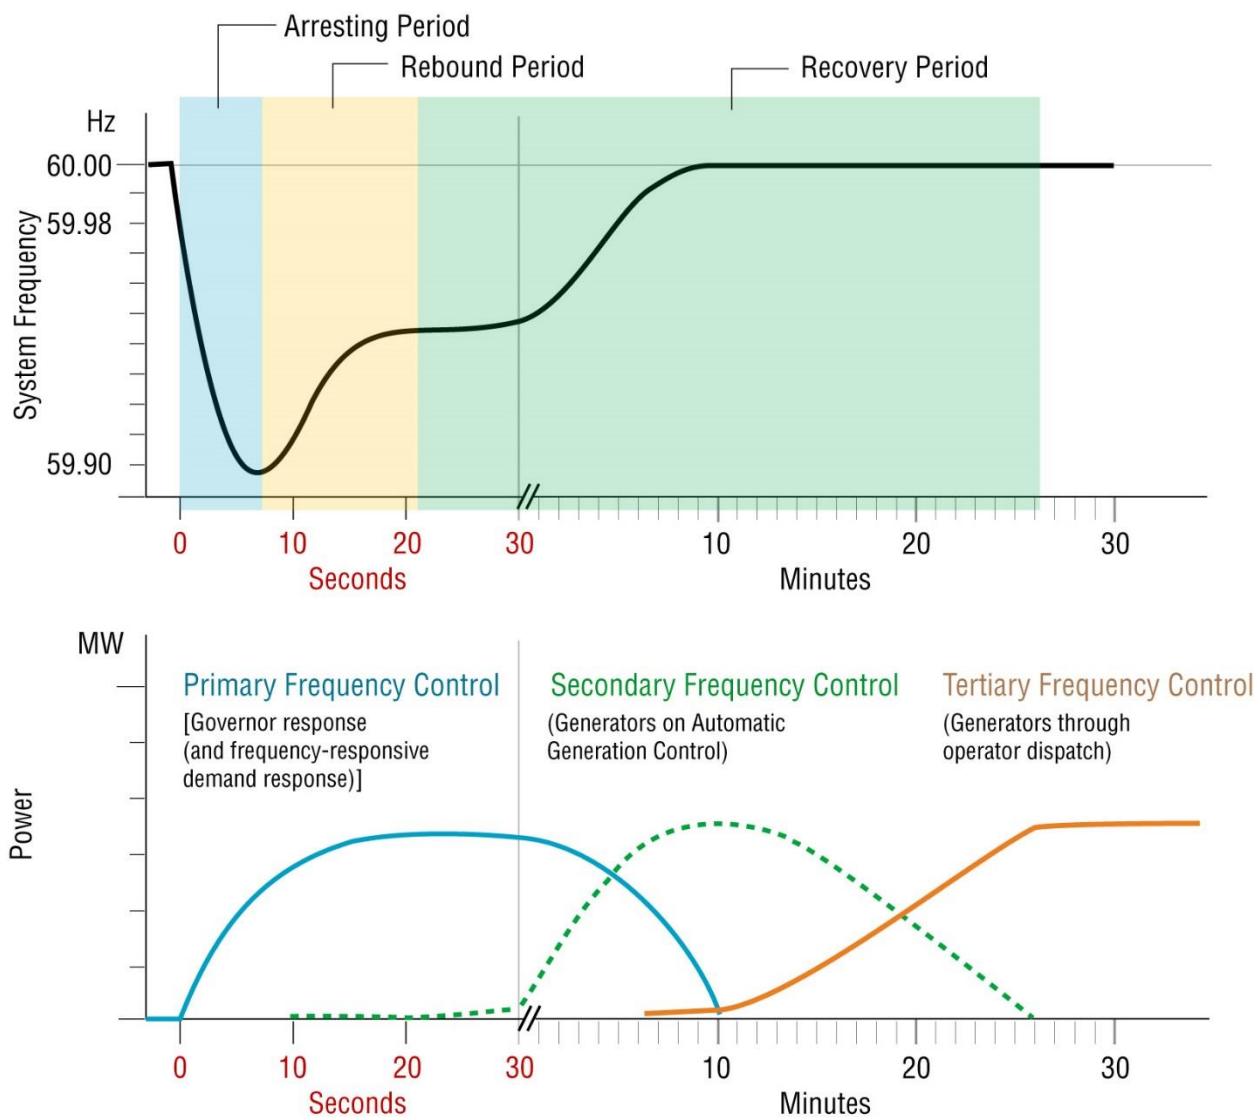 Arresting Period
Rebound Period
Recovery Period
Hz
60.00
59.98
59.90
System Frequency
0 10 20 30 10 20 30
Seconds Minutes
MW
Primary Frequency Control
[Governor response
(and frequency-responsive
demand response)]
Secondary Frequency Control
(Generators on Automatic
Generation Control)
Tertiary Frequency Control
(Generators through
operator dispatch)
Power
0 10 20 30 10 20 30
Seconds Minutes